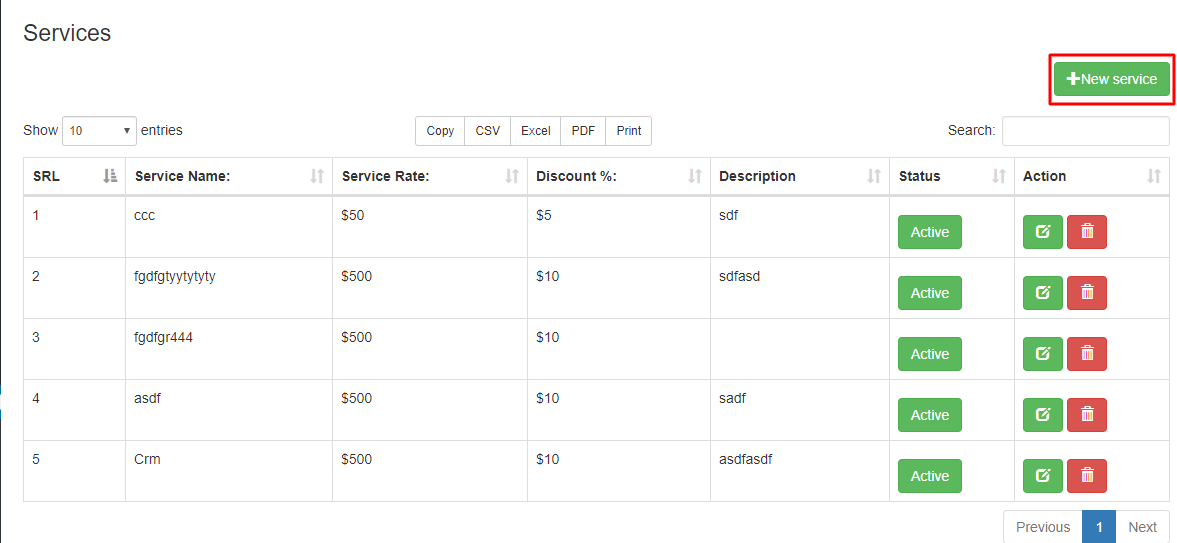 Services
New service
Show 10 entries Copy CSV Excel PDF Print Search:
SRL Service Name: Service Rate: Discount %: Description Status Action
1 ccc $50 $5 sdf Active
2 fgdfgtyytytyty $500 $10 sdfasd Active
3 fgdfgr444 $500 $10 Active
4 asdf $500 $10 sadf Active
5 Crm $500 $10 asdfasdf Active
Previous 1 Next